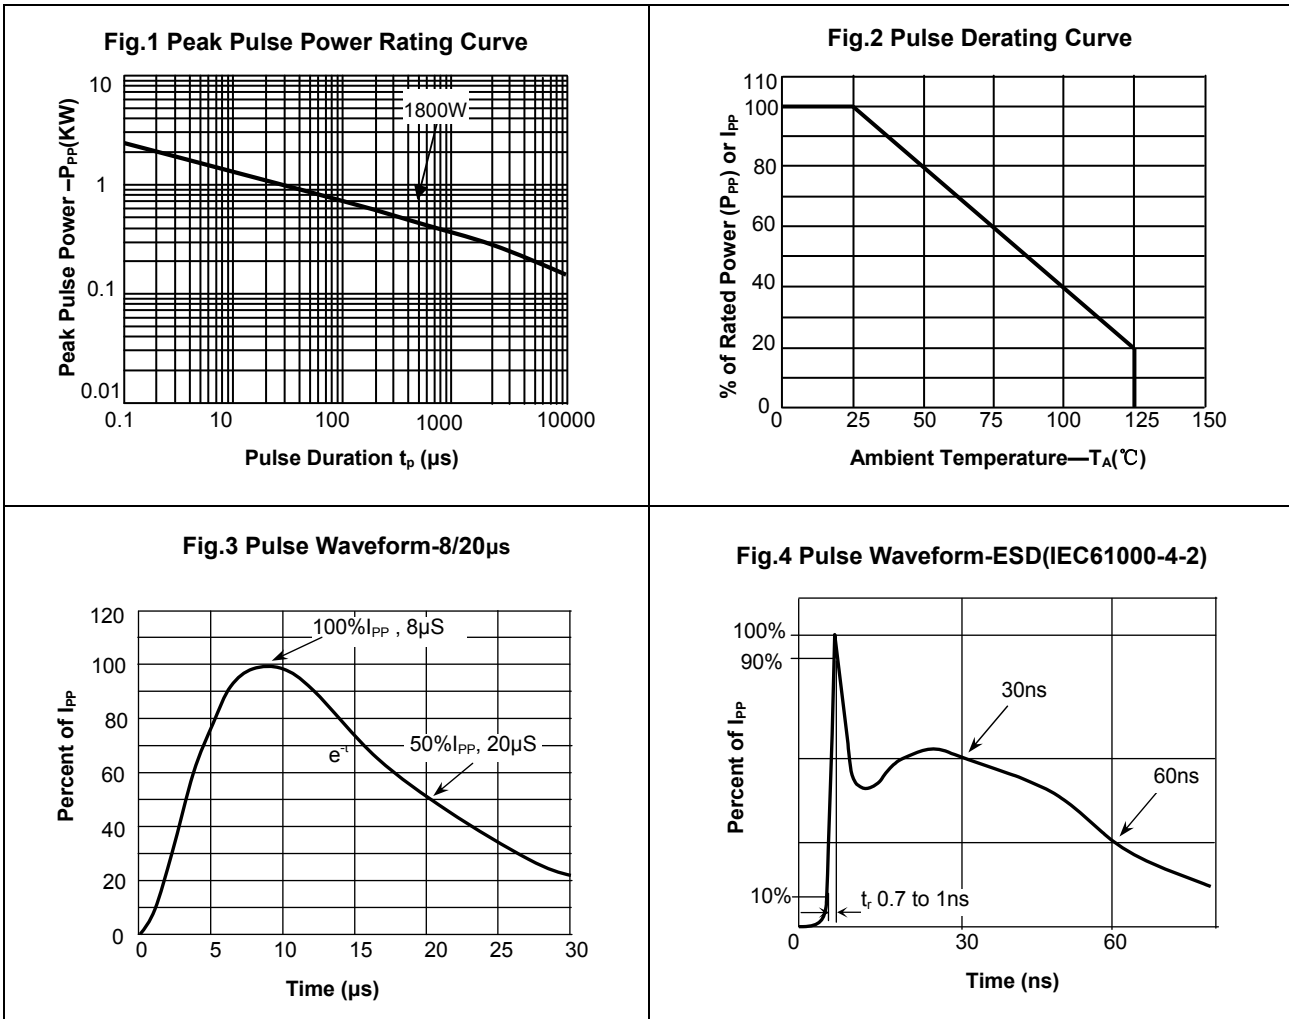 Fig.1 Peak Pulse Power Rating Curve
Peak Pulse Power –PPP(KW)
10
1
0.1
0.01
1800W
0.1 10 100 1000 10000
Pulse Duration tp (µs)
Fig.2 Pulse Derating Curve
% of Rated Power (PPP) or IPP
110
100
80
60
40
20
0
0 25 50 75 100 125 150
Ambient Temperature—TA(℃)
Fig.3 Pulse Waveform-8/20µs
Percent of IPP
120
100
80
60
40
20
0
100%IPP , 8µS
e-t
50%IPP, 20µS
0 5 10 15 20 25 30
Time (µs)
Fig.4 Pulse Waveform-ESD(IEC61000-4-2)
Percent of IPP
100%
90%
10%
30ns
60ns
tr 0.7 to 1ns
0 30 60
Time (ns)